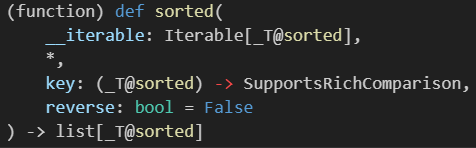 (function) def sorted(
    __iterable: Iterable[_T@sorted],
    *,
    key: (_T@sorted) -> SupportsRichComparison,
    reverse: bool = False
) -> list[_T@sorted]